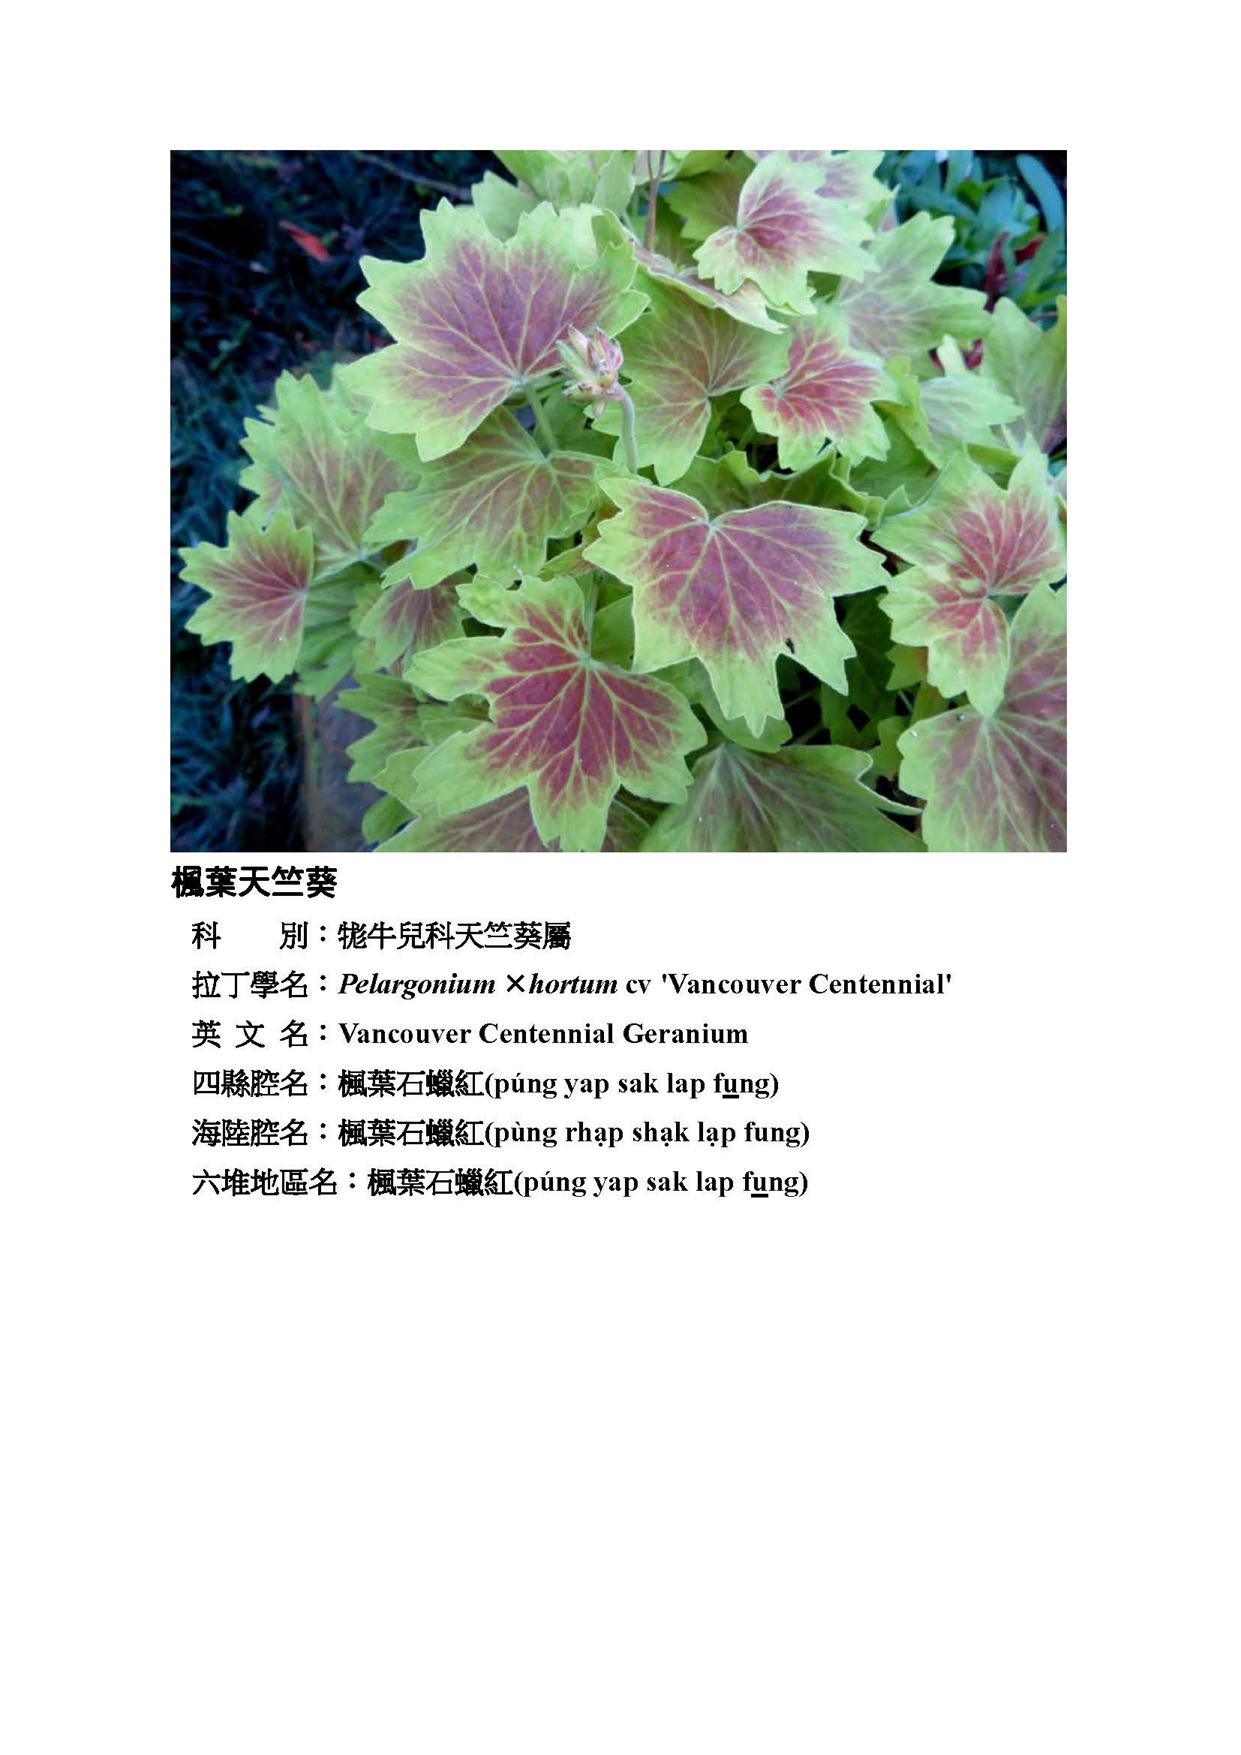 楓葉天竺葵
科　　別：牻牛兒科天竺葵屬
拉丁學名：Pelargonium ×hortum cv 'Vancouver Centennial'
英 文 名：Vancouver Centennial Geranium
四縣腔名：楓葉石蠟紅(púng yap sak lap fung)
海陸腔名：楓葉石蠟紅(pùng rhạp shạk lạp fung)
六堆地區名：楓葉石蠟紅(púng yap sak lap fung)